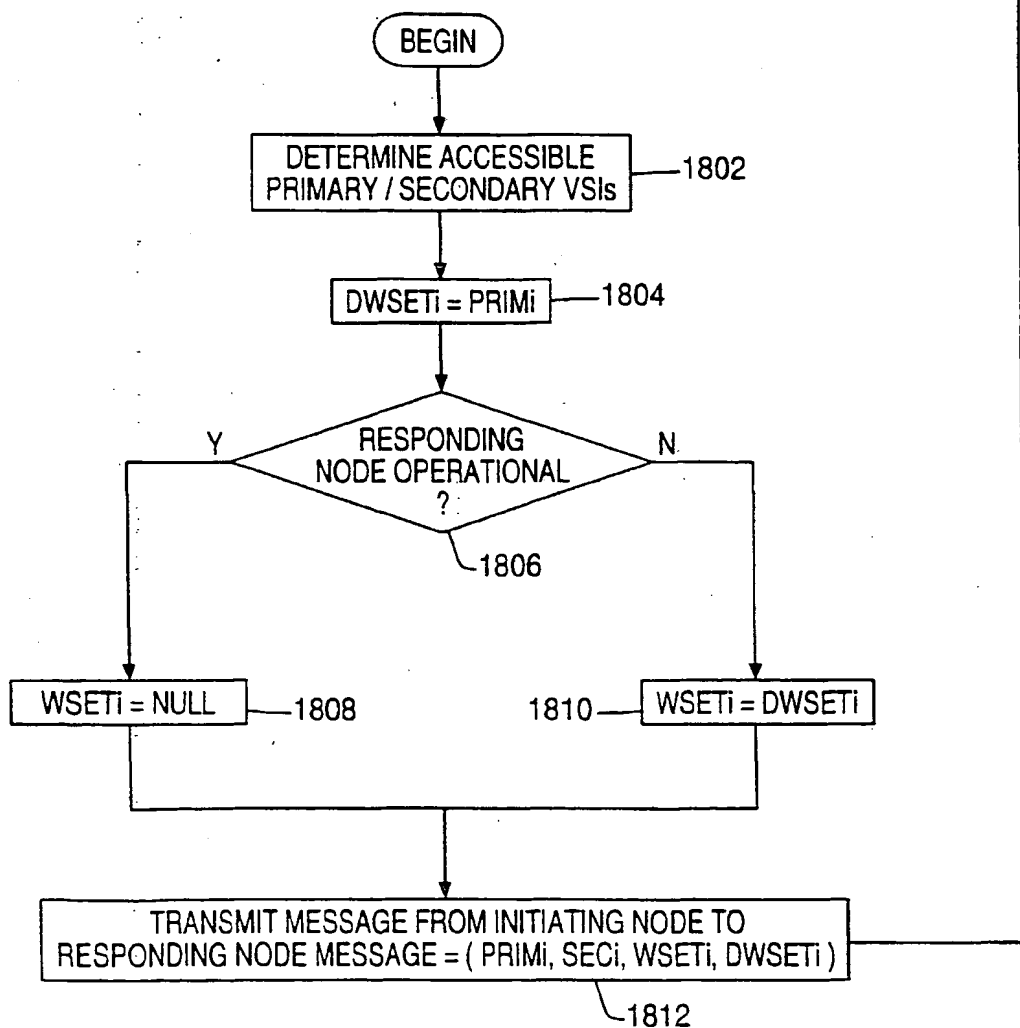 BEGIN
DETERMINE ACCESSIBLE
PRIMARY / SECONDARY VSIs
1802
DWSETi = PRIMi
1804
RESPONDING
NODE OPERATIONAL
?
Y
N
1806
WSETi = NULL
1808
1810
WSETi = DWSETi
TRANSMIT MESSAGE FROM INITIATING NODE TO
RESPONDING NODE MESSAGE = ( PRIMi, SECi, WSETi, DWSETi )
1812